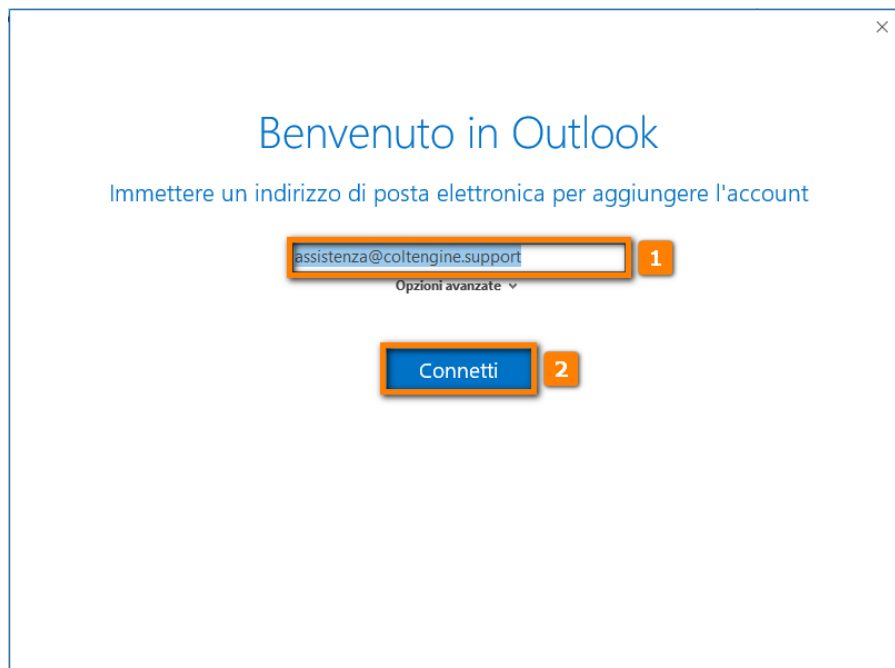 Benvenuto in Outlook
Immettere un indirizzo di posta elettronica per aggiungere l'account
assistenza@coltengine.support 1
Opzioni avanzate
Connetti 2